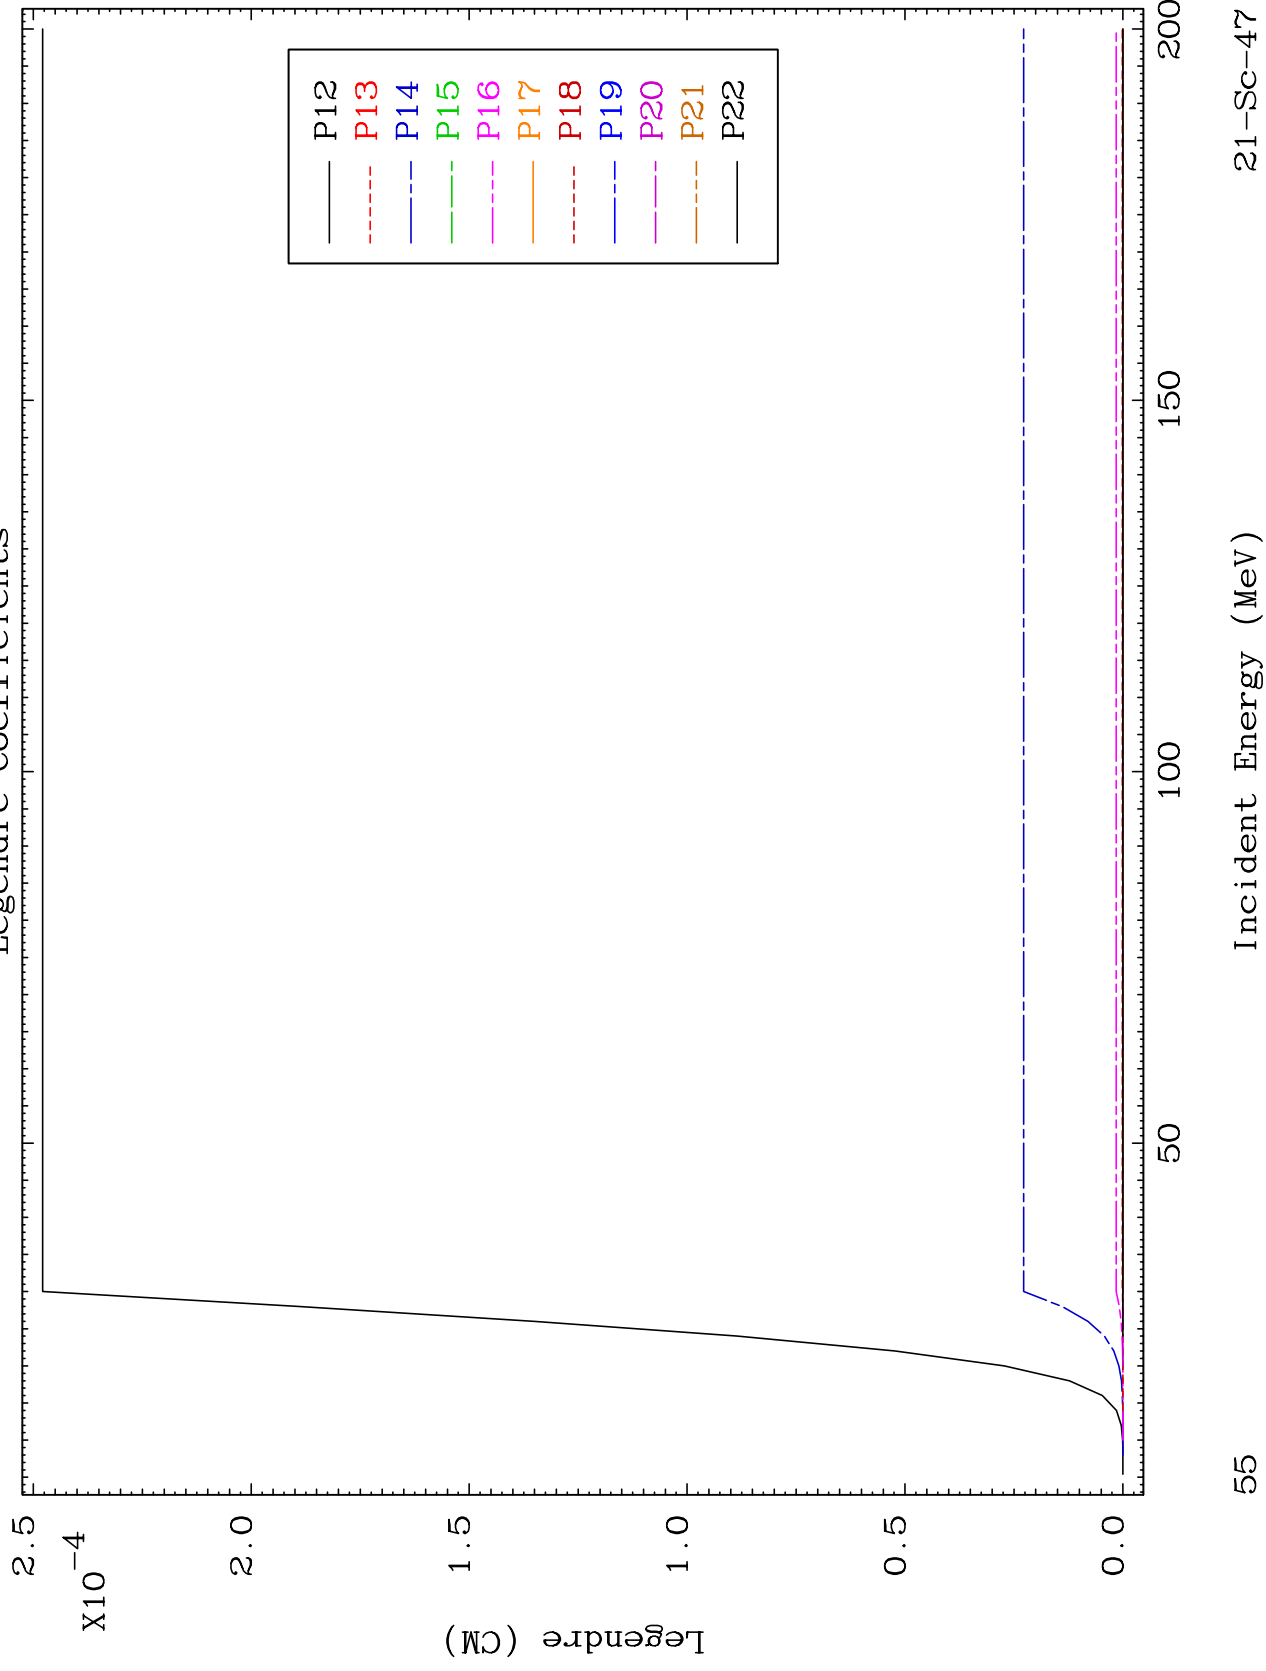 Legendre Coefficients
2.5
X10-4
2.0
1.5
1.0
0.5
0.0
Legendre (CM)
P12
P13
P14
P15
P16
P17
P18
P19
P20
P21
P22
50
100
150
200
Incident Energy (MeV)
55
21-Sc-47